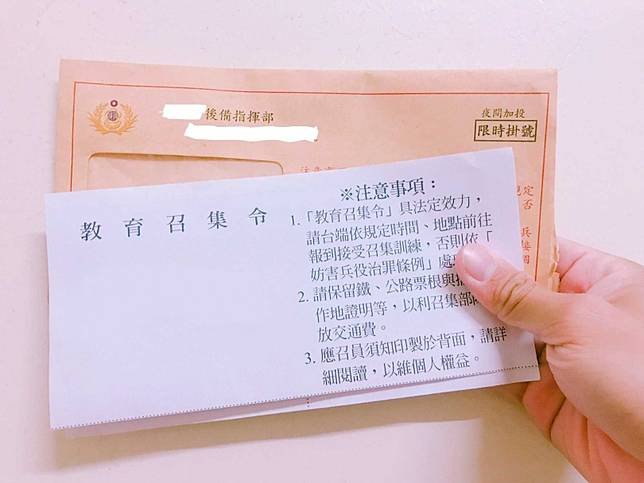 後備指揮部
夜間加投
限時掛號
教育召集令
※注意事項：
1.「教育召集令」具法定效力，
請台端依規定時間、地點前往
報到接受召集訓練，否則依「
妨害兵役治罪條例」處
2. 請保留鐵、公路票根與
作地證明等，以利召集部
放交通費。
3. 應召員須知印製於背面，請詳
細閱讀，以維個人權益。